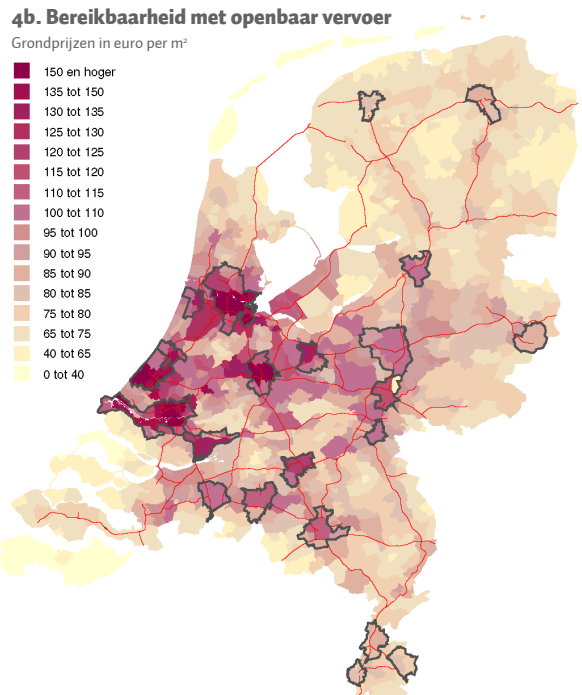 4b. Bereikbaarheid met openbaar vervoer
Grondprijzen in euro per m²
150 en hoger
135 tot 150
130 tot 135
125 tot 130
120 tot 125
115 tot 120
110 tot 115
100 tot 110
95 tot 100
90 tot 95
85 tot 90
80 tot 85
75 tot 80
65 tot 75
40 tot 65
0 tot 40